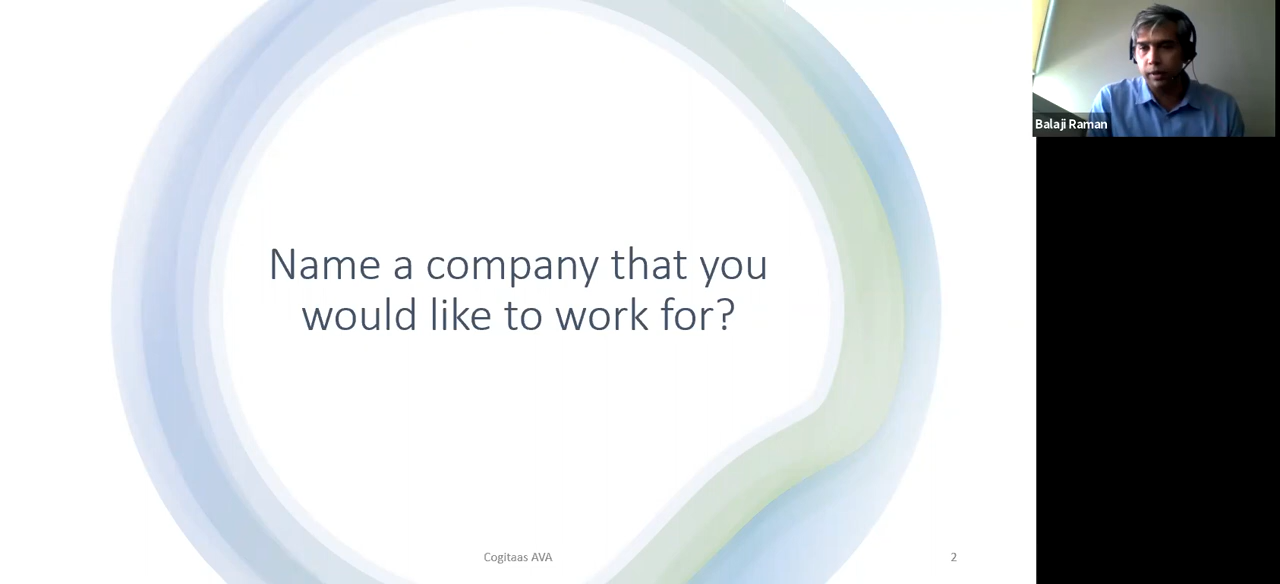 Name a company that you
would like to work for?
Cogitaas AVA
2
Balaji Raman